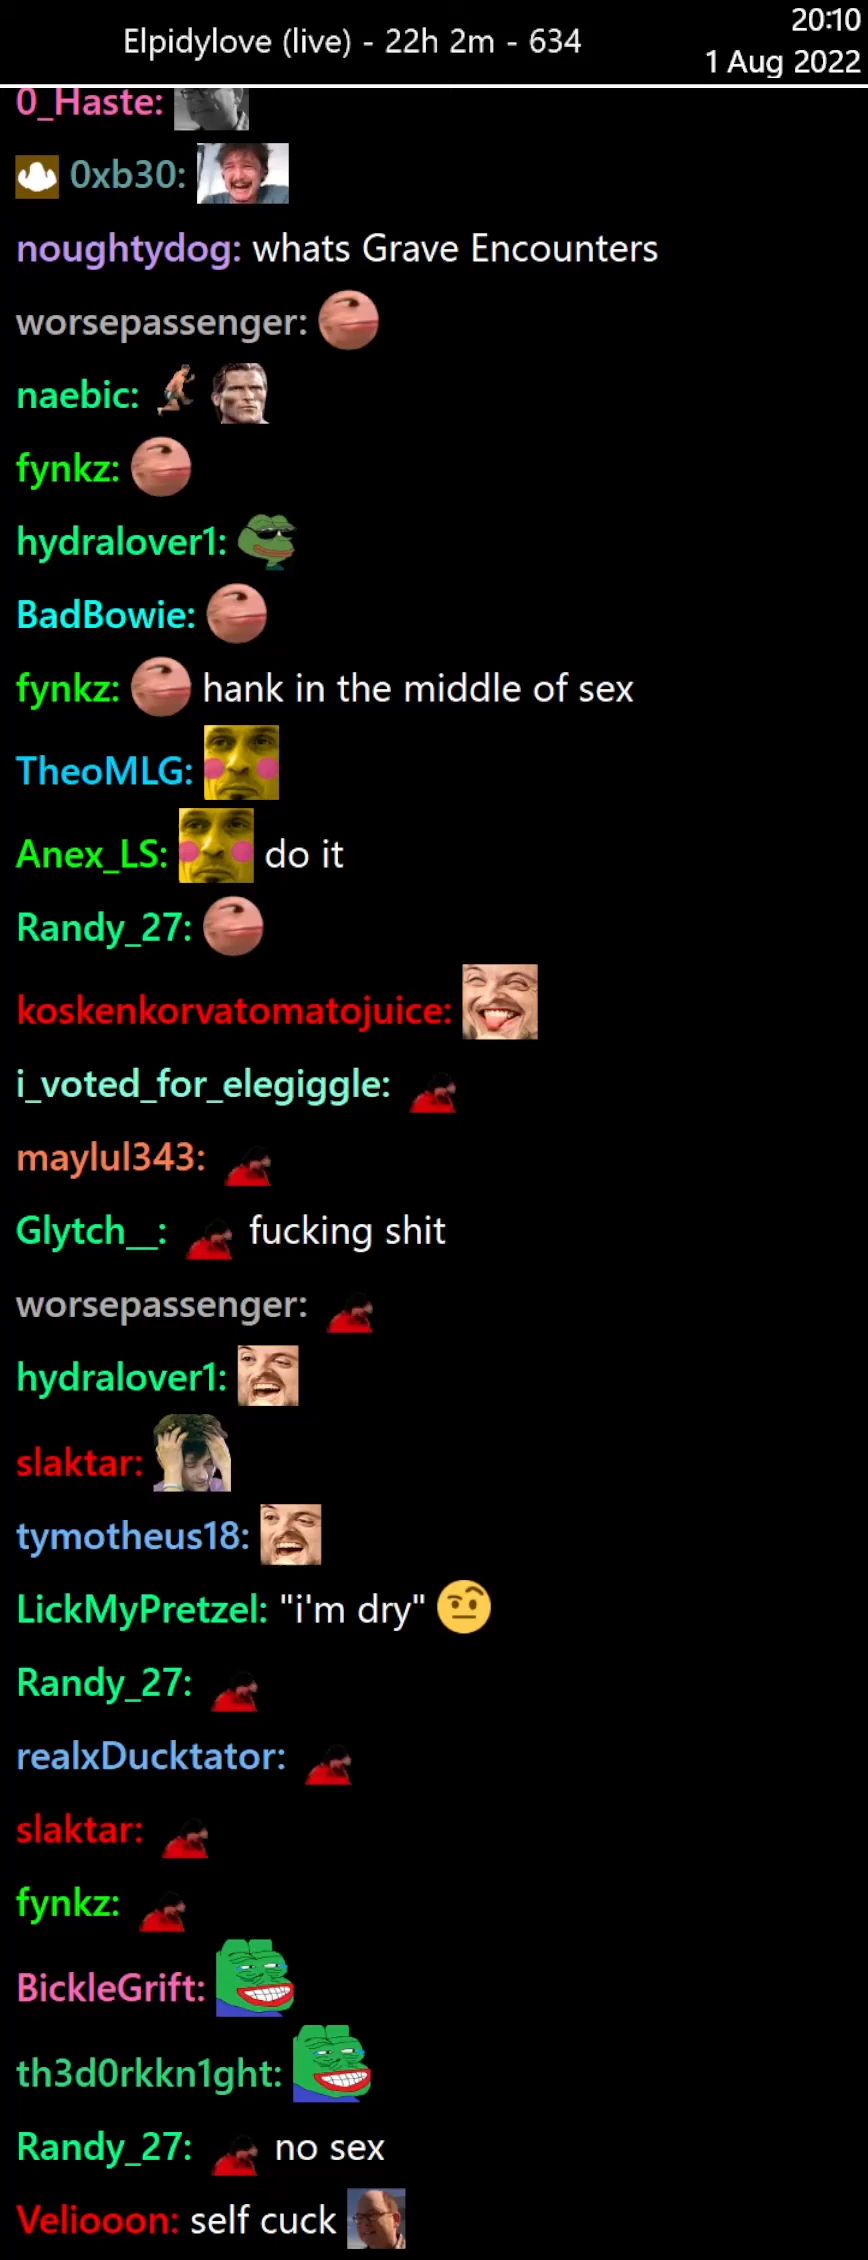 Elpidylove (live) - 22h 2m - 634
20:10
1 Aug 2022
0_Haste:
0xb30:
noughtydog: whats Grave Encounters
worsepassenger:
naebic:
fynkz:
hydralover1:
BadBowie:
fynkz: hank in the middle of sex
TheoMLG:
Anex_LS: do it
Randy_27:
koskenkorvatomatojuice:
i_voted_for_elegiggle:
maylul343:
Glytch__: fucking shit
worsepassenger:
hydralover1:
slaktar:
tymotheus18:
LickMyPretzel: "i'm dry" 🤨
Randy_27:
realxDucktator:
slaktar:
fynkz:
BickleGrift:
th3d0rkkn1ght:
Randy_27: no sex
Veliooon: self cuck